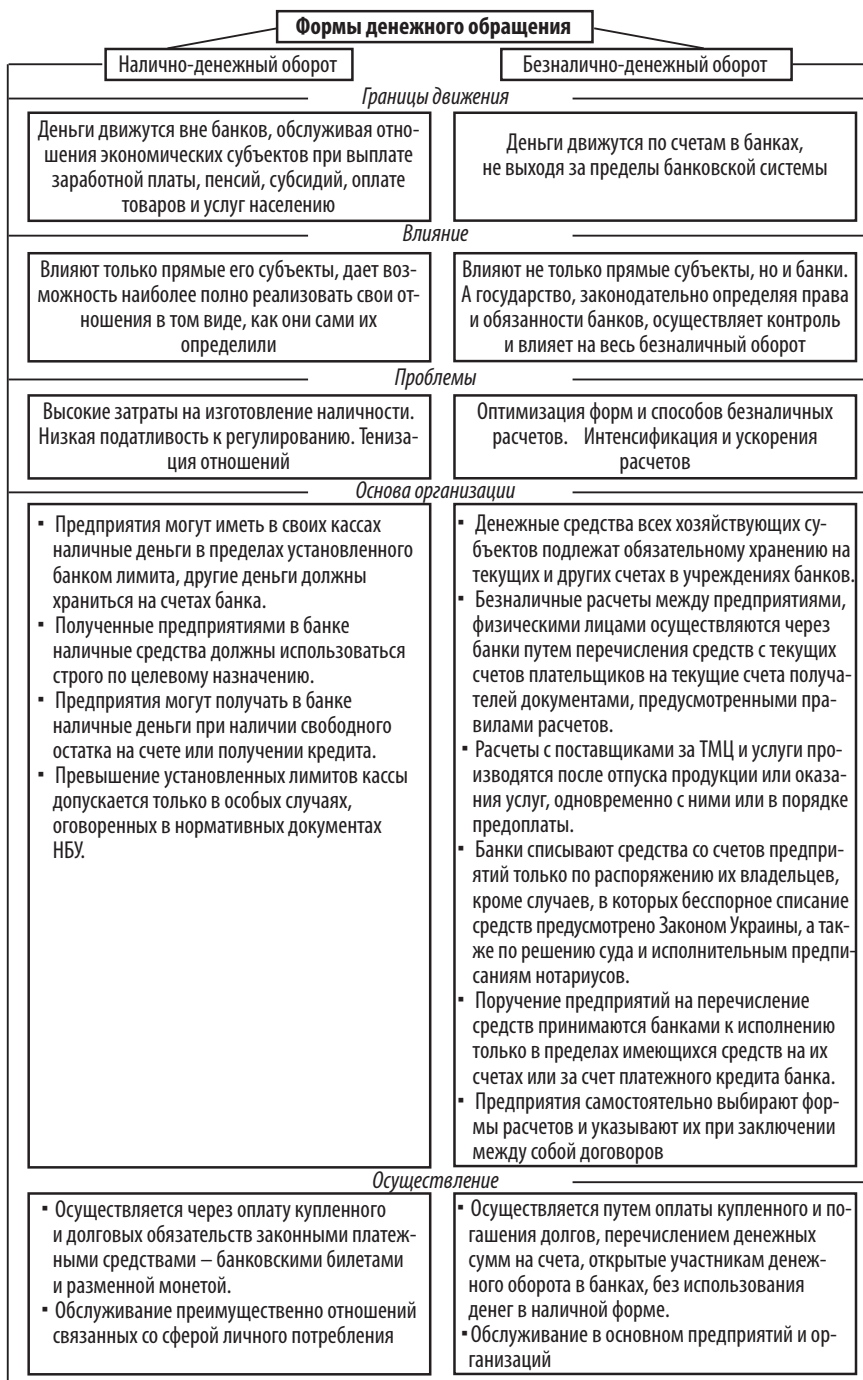 Формы денежного обращения
Налично-денежный оборот
Безналично-денежный оборот
Границы движения
Деньги движутся вне банков, обслуживая отно-
шения экономических субъектов при выплате
заработной платы, пенсий, субсидий, оплате
товаров и услуг населению
Деньги движутся по счетам в банках,
не выходя за пределы банковской системы
Влияние
Влияют только прямые его субъекты, дает воз-
можность наиболее полно реализовать свои от-
ношения в том виде, как они сами их
определили
Влияют не только прямые субъекты, но и банки.
А государство, законодательно определяя права
и обязанности банков, осуществляет контроль
и влияет на весь безналичный оборот
Проблемы
Высокие затраты на изготовление наличности.
Низкая податливость к регулированию. Тениза-
ция отношений
Оптимизация форм и способов безналичных
расчетов. Интенсификация и ускорения
расчетов
Основа организации
▪ Предприятия могут иметь в своих кассах
наличные деньги в пределах установленного
банком лимита, другие деньги должны
храниться на счетах банка.
▪ Полученные предприятиями в банке
наличные средства должны использоваться
строго по целевому назначению.
▪ Предприятия могут получать в банке
наличные деньги при наличии свободного
остатка на счете или получении кредита.
▪ Превышение установленных лимитов кассы
допускается только в особых случаях,
оговоренных в нормативных документах
НБУ.
▪ Денежные средства всех хозяйствующих су-
бъектов подлежат обязательному хранению на
текущих и других счетах в учреждениях банков.
▪ Безналичные расчеты между предприятиями,
физическими лицами осуществляются через
банки путем перечисления средств с текущих
счетов плательщиков на текущие счета получа-
телей документами, предусмотренными пра-
вилами расчетов.
▪ Расчеты с поставщиками за ТМЦ и услуги про-
изводятся после отпуска продукции или оказа-
ния услуг, одновременно с ними или в порядке
предоплаты.
▪ Банки списывают средства со счетов предпри-
ятий только по распоряжению их владельцев,
кроме случаев, в которых бесспорное списание
средств предусмотрено Законом Украины, а так-
же по решению суда и исполнительным предпи-
саниям нотариусов.
▪ Поручение предприятий на перечисление
средств принимаются банками к исполнению
только в пределах имеющихся средств на их
счетах или за счет платежного кредита банка.
▪ Предприятия самостоятельно выбирают фор-
мы расчетов и указывают их при заключении
между собой договоров
Осуществление
▪ Осуществляется через оплату купленного
и долговых обязательств законными платеж-
ными средствами – банковскими билетами
и разменной монетой.
▪ Обслуживание преимущественно отношений
связанных со сферой личного потребления
▪ Осуществляется путем оплаты купленного и по-
гашения долгов, перечислением денежных
сумм на счета, открытые участникам денеж-
ного оборота в банках, без использования
денег в наличной форме.
▪ Обслуживание в основном предприятий и ор-
ганизаций